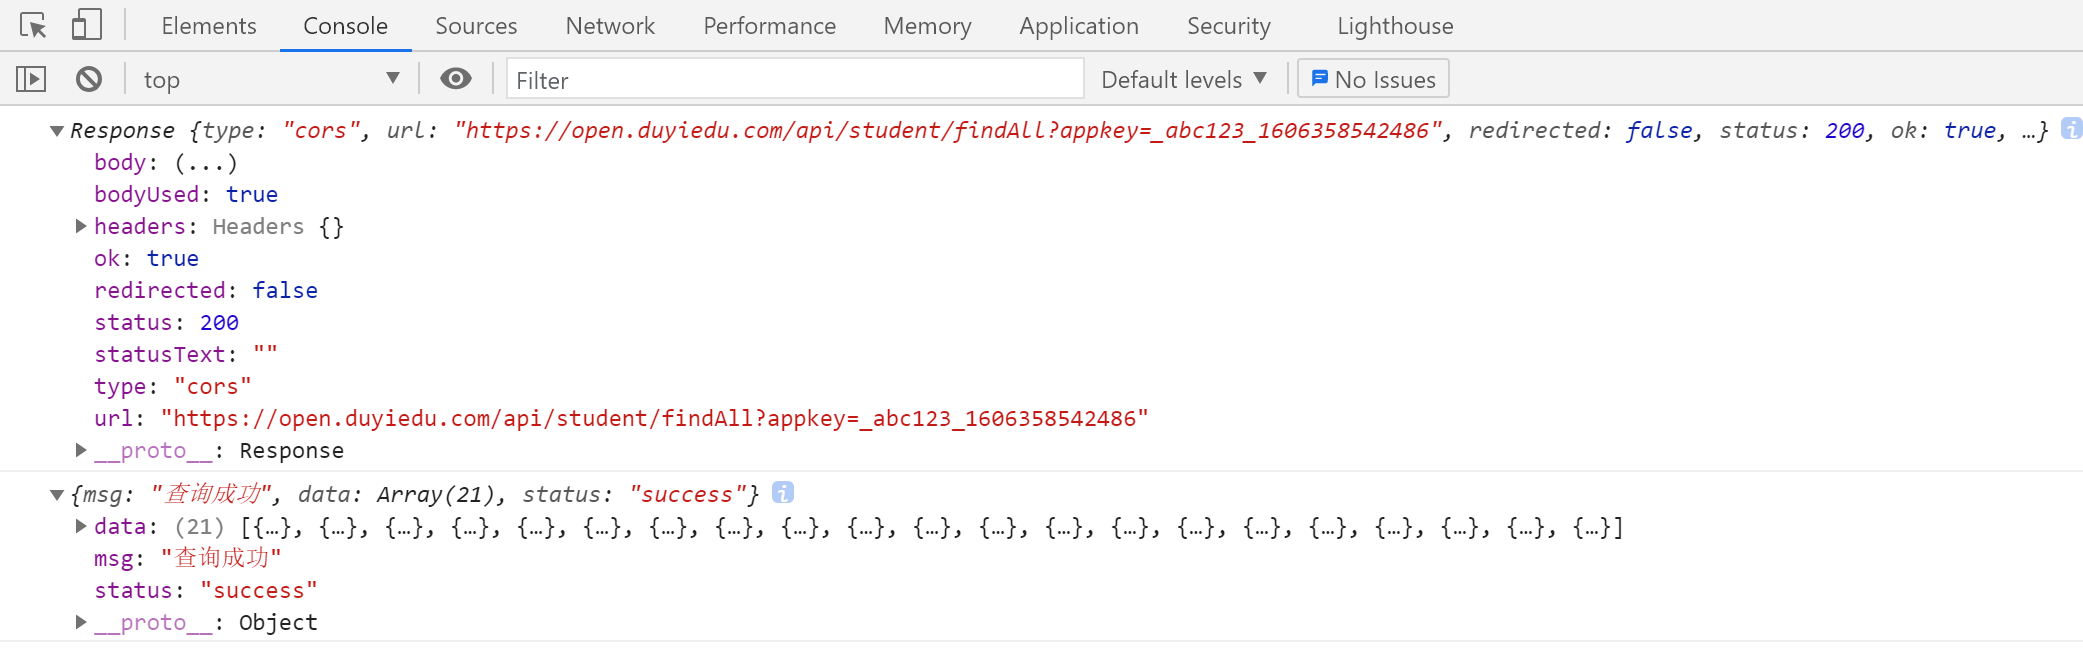 Elements Console Sources Network Performance Memory Application Security Lighthouse
top Filter Default levels No Issues
Response {type: "cors", url: "https://open.duyiedu.com/api/student/findAll?appkey=_abc123_1606358542486", redirected: false, status: 200, ok: true, …}
body: (...)
bodyUsed: true
headers: Headers {}
ok: true
redirected: false
status: 200
statusText: ""
type: "cors"
url: "https://open.duyiedu.com/api/student/findAll?appkey=_abc123_1606358542486"
__proto__: Response
{msg: "查询成功", data: Array(21), status: "success"}
data: (21) [{…}, {…}, {…}, {…}, {…}, {…}, {…}, {…}, {…}, {…}, {…}, {…}, {…}, {…}, {…}, {…}, {…}, {…}, {…}, {…}, {…}]
msg: "查询成功"
status: "success"
__proto__: Object